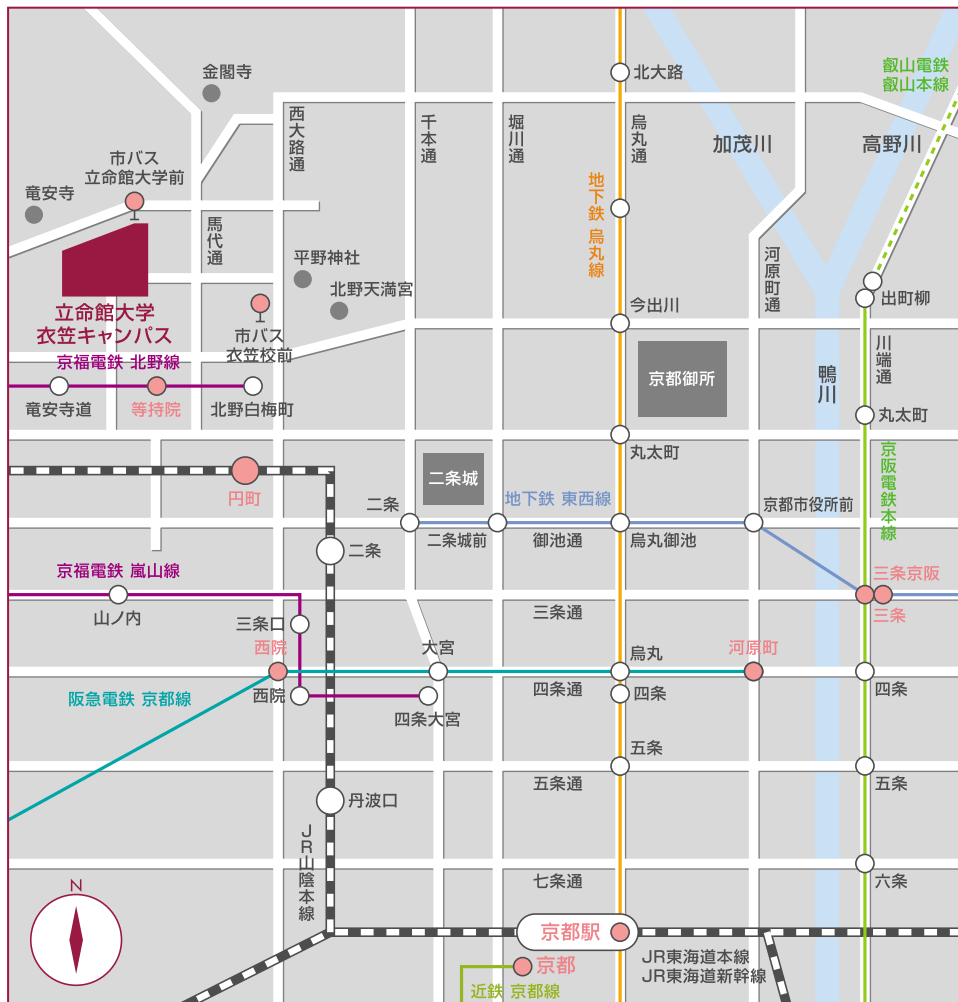 北大路
叡山電鉄
叡山本線
金閣寺
西大路通
千本通
堀川通
烏丸通
加茂川
高野川
市バス
立命館大学前
竜安寺
地下鉄 烏丸線
馬代通
平野神社
北野天満宮
河原町通
出町柳
今出川
立命館大学
衣笠キャンパス
市バス
衣笠校前
川端通
京福電鉄 北野線
京都御所
鴨川
竜安寺道
等持院
北野白梅町
丸太町
丸太町
京阪電鉄本線
二条城
円町
二条
地下鉄 東西線
京都市役所前
二条城前
御池通
烏丸御池
二条
京福電鉄 嵐山線
三条京阪
山ノ内
三条口
三条通
三条
西院
大宮
烏丸
河原町
阪急電鉄 京都線
西院
四条大宮
四条通
四条
四条
五条
五条通
五条
丹波口
JR山陰本線
七条通
六条
N
京都駅
JR東海道本線
JR東海道新幹線
京都
近鉄 京都線